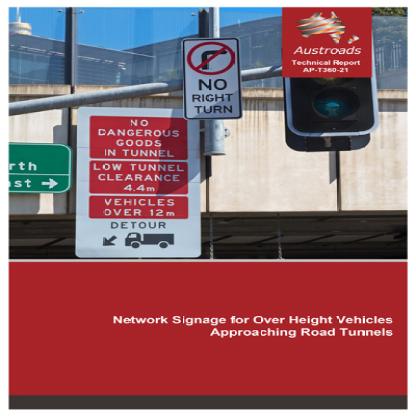 Austroads
Technical Report
AP-T360-21
NO
RIGHT
TURN
NO
DANGEROUS
GOODS
IN TUNNEL
LOW TUNNEL
CLEARANCE
4.4m
VEHICLES
OVER 12m
DETOUR
rth
ast
Network Signage for Over Height Vehicles
Approaching Road Tunnels